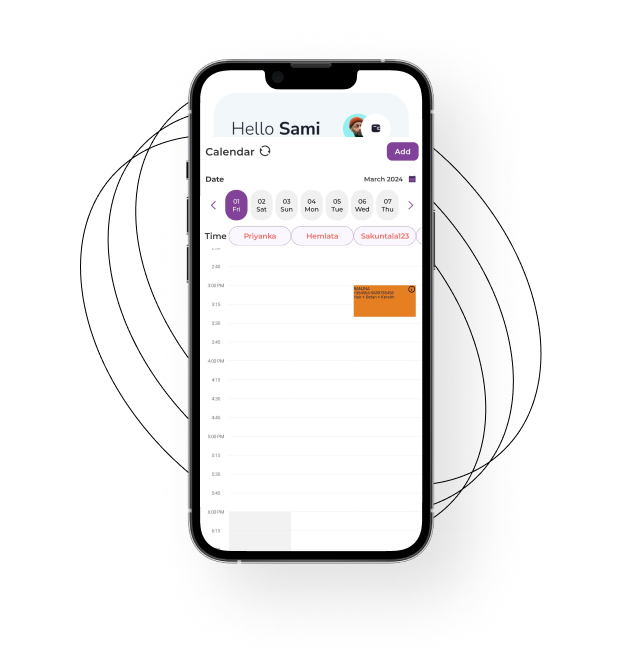 Hello Sami
Calendar
Add
Date
March 2024
01 02 03 04 05 06 07
Fri Sat Sun Mon Tue Wed Thu
Time Priyanka Hemlata Sakuntala123
2:45
3:00 PM
3:15
3:30
3:45
4:00 PM
4:15
4:30
4:45
5:00 PM
5:15
5:30
5:45
6:00 PM
6:15